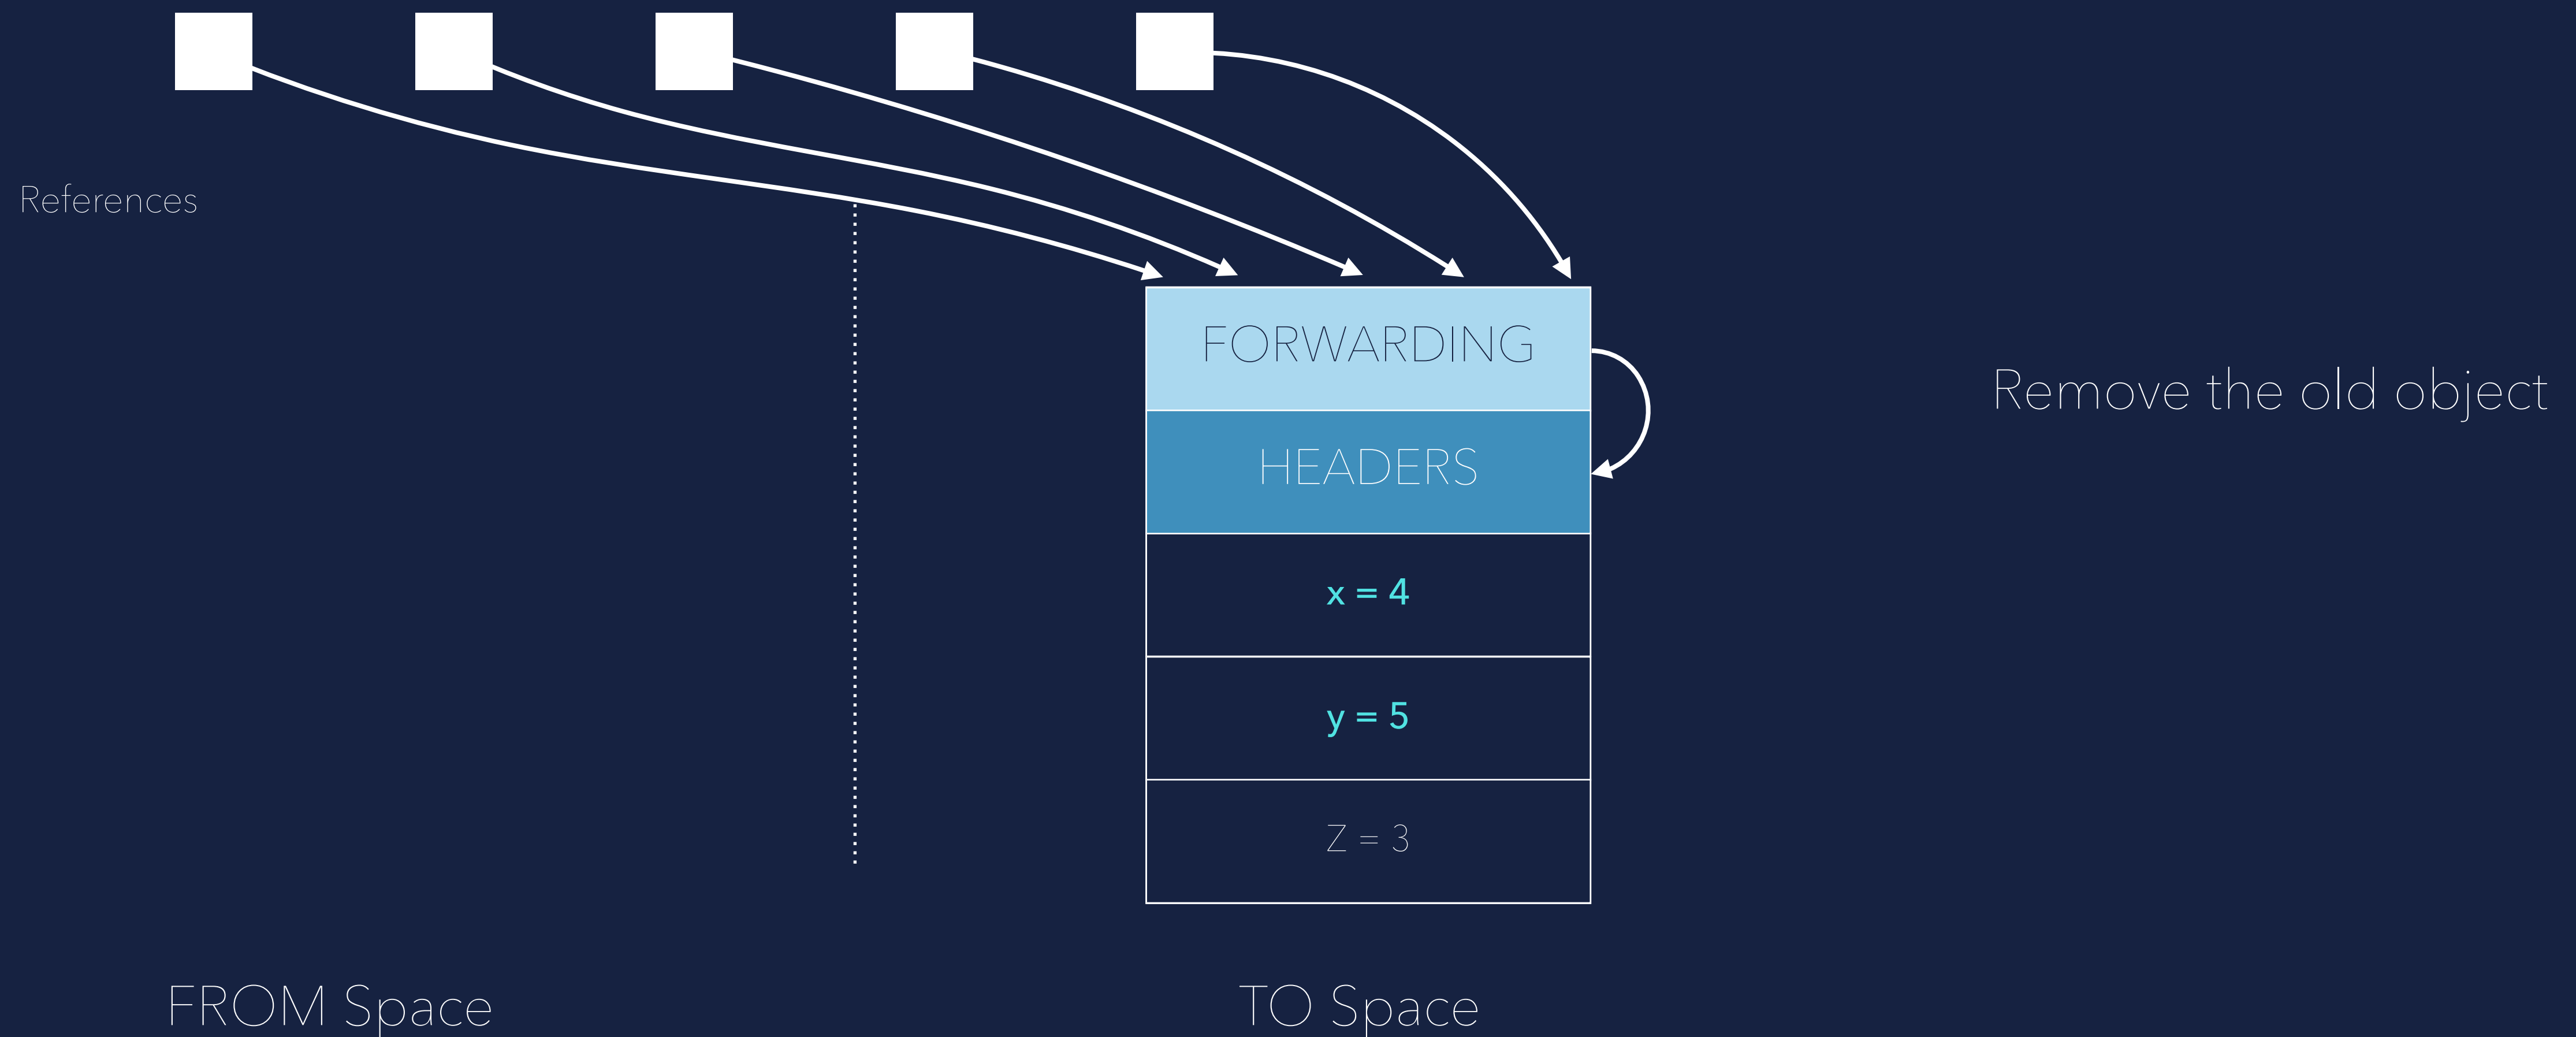 References
FORWARDING
Remove the old object
HEADERS
x = 4
y = 5
Z = 3
FROM Space
TO Space